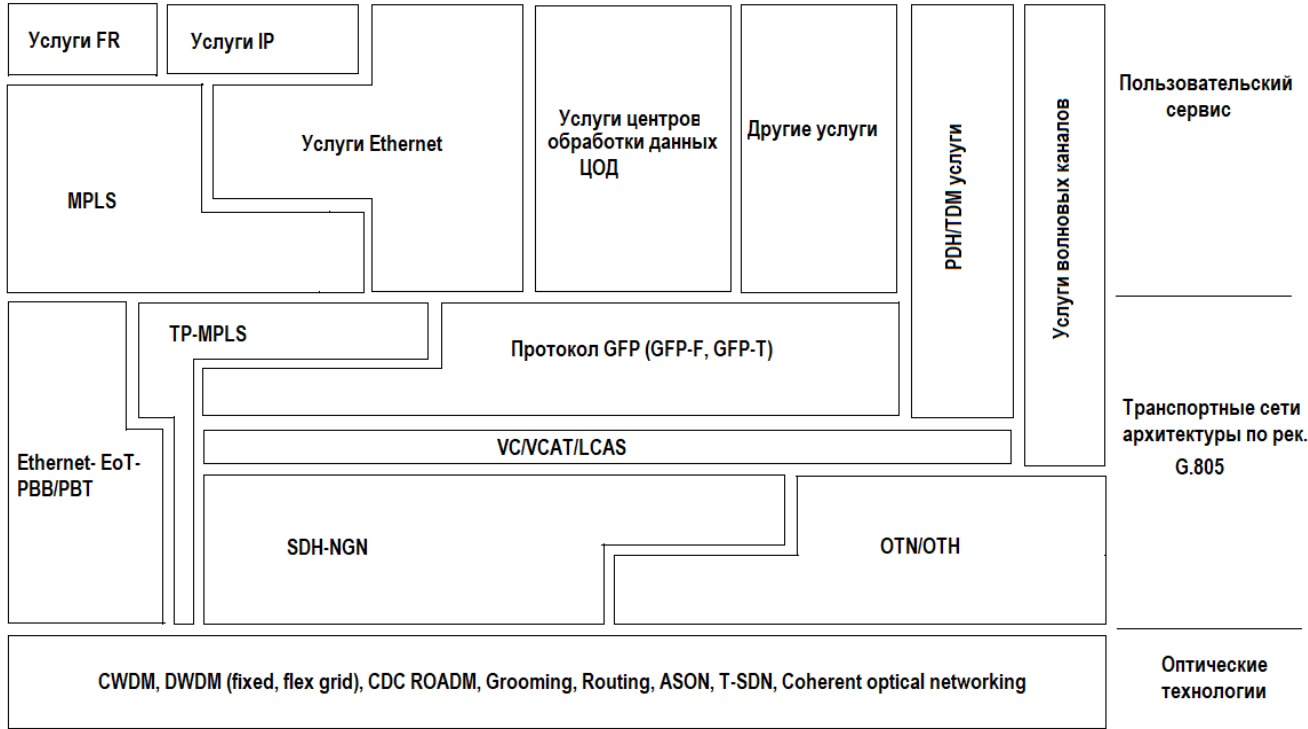 Услуги FR
Услуги IP
Услуги Ethernet
MPLS
Услуги центров
обработки данных
ЦОД
Другие услуги
PDH/TDM услуги
Услуги волновых каналов
Пользовательский
сервис
TP-MPLS
Протокол GFP (GFP-F, GFP-T)
Ethernet- EoT-
PBB/PBT
VC/VCAT/LCAS
SDH-NGN
OTN/OTH
Транспортные сети
архитектуры по рек.
G.805
CWDM, DWDM (fixed, flex grid), CDC ROADM, Grooming, Routing, ASON, T-SDN, Coherent optical networking
Оптические
технологии